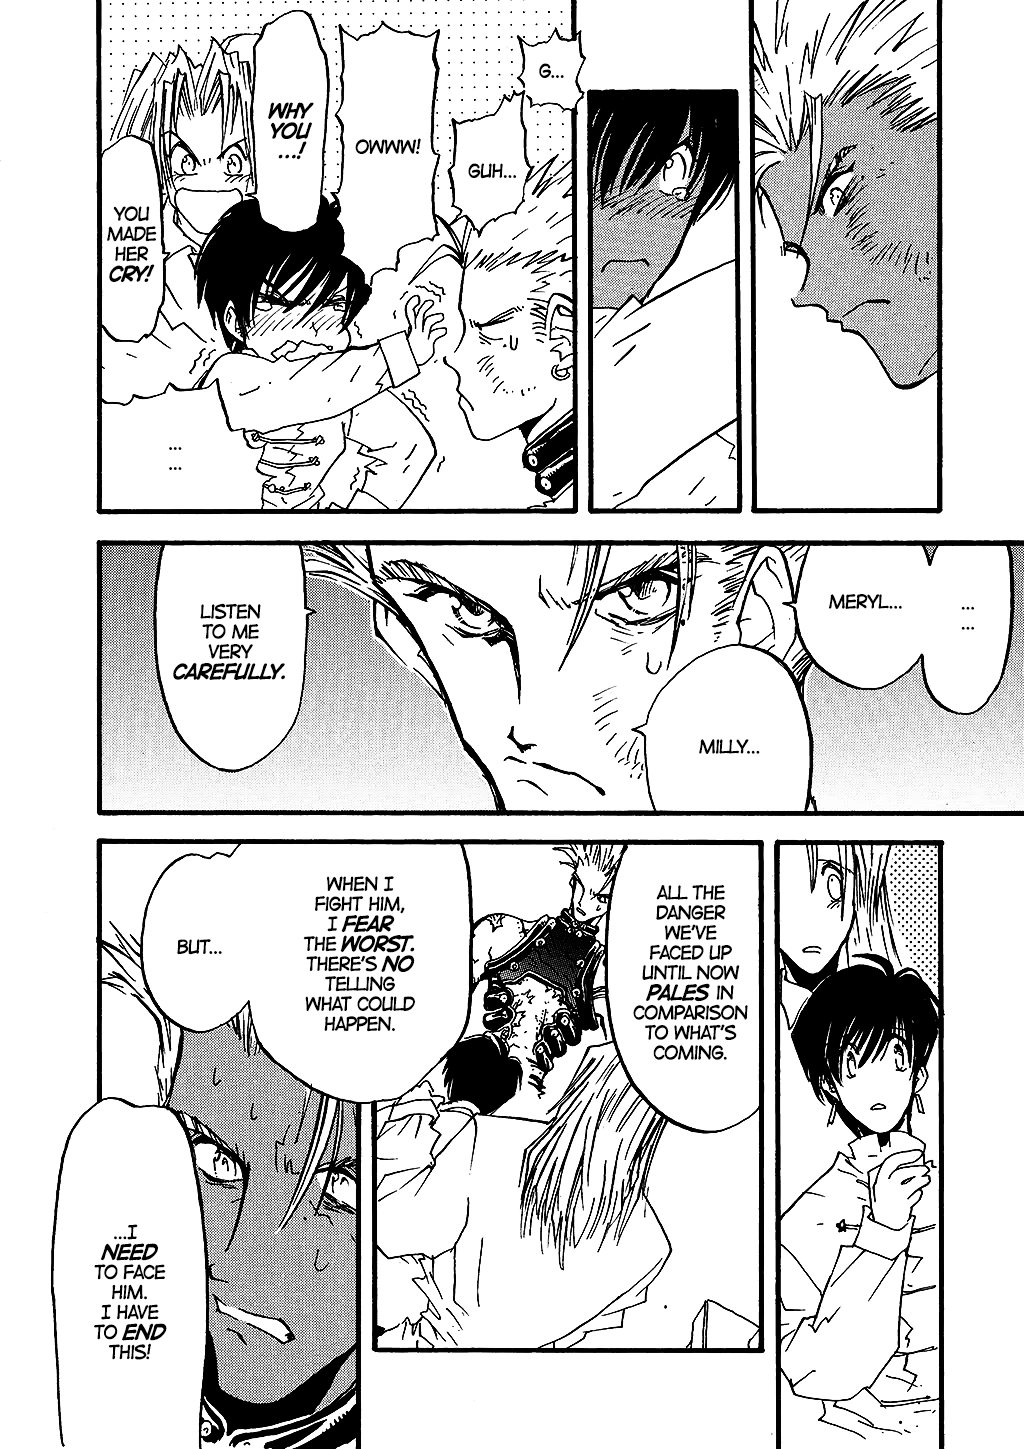 G...
GUH...
OWWW!
WHY
YOU
...!
YOU
MADE
HER
CRY!
...
...
...
...
MERYL...
MILLY...
LISTEN
TO ME
VERY
CAREFULLY.
ALL THE
DANGER
WE'VE
FACED UP
UNTIL NOW
PALES IN
COMPARISON
TO WHAT'S
COMING.
WHEN I
FIGHT HIM,
I FEAR
THE WORST.
THERE'S NO
TELLING
WHAT COULD
HAPPEN.
BUT...
...I
NEED
TO FACE
HIM.
I HAVE
TO END
THIS!